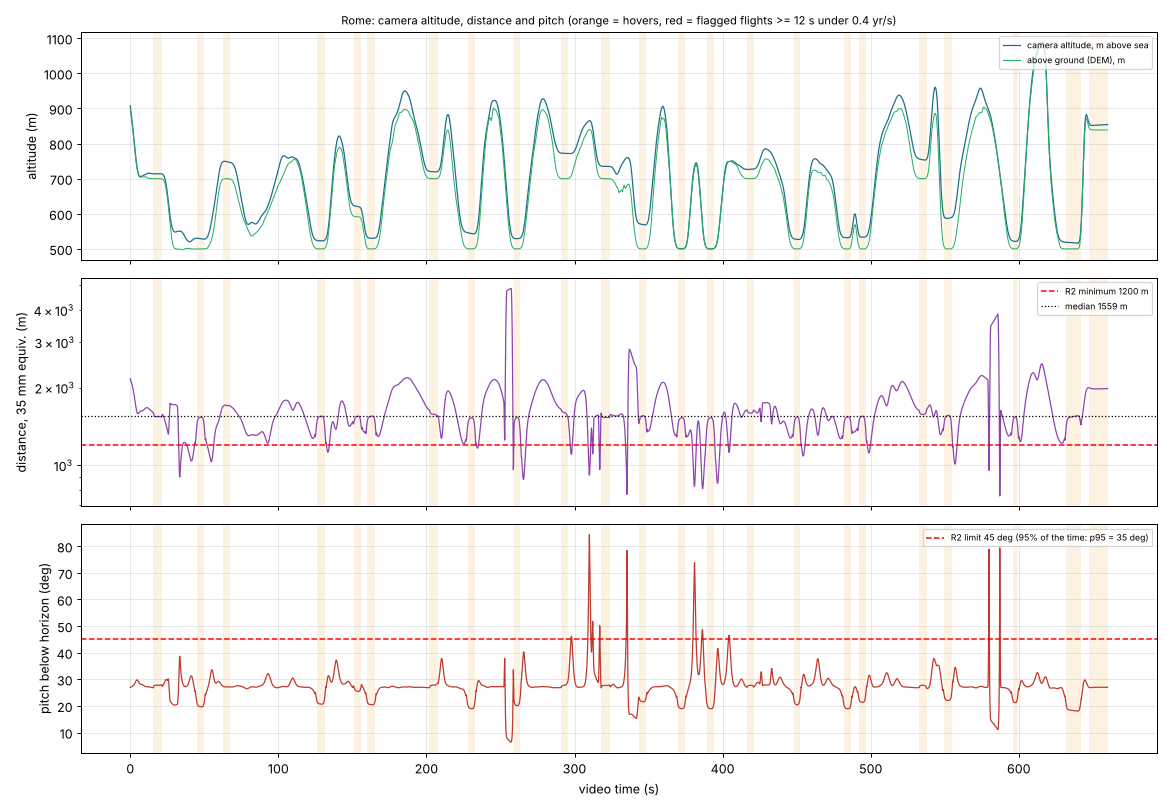 Rome: camera altitude, distance and pitch (orange = hovers, red = flagged flights >= 12 s under 0.4 yr/s)
altitude (m)
1100
1000
900
800
700
600
500
camera altitude, m above sea
above ground (DEM), m
distance, 35 mm equiv. (m)
4 × 10³
3 × 10³
2 × 10³
10³
R2 minimum 1200 m
median 1559 m
pitch below horizon (deg)
80
70
60
50
40
30
20
10
R2 limit 45 deg (95% of the time: p95 = 35 deg)
0 100 200 300 400 500 600
video time (s)